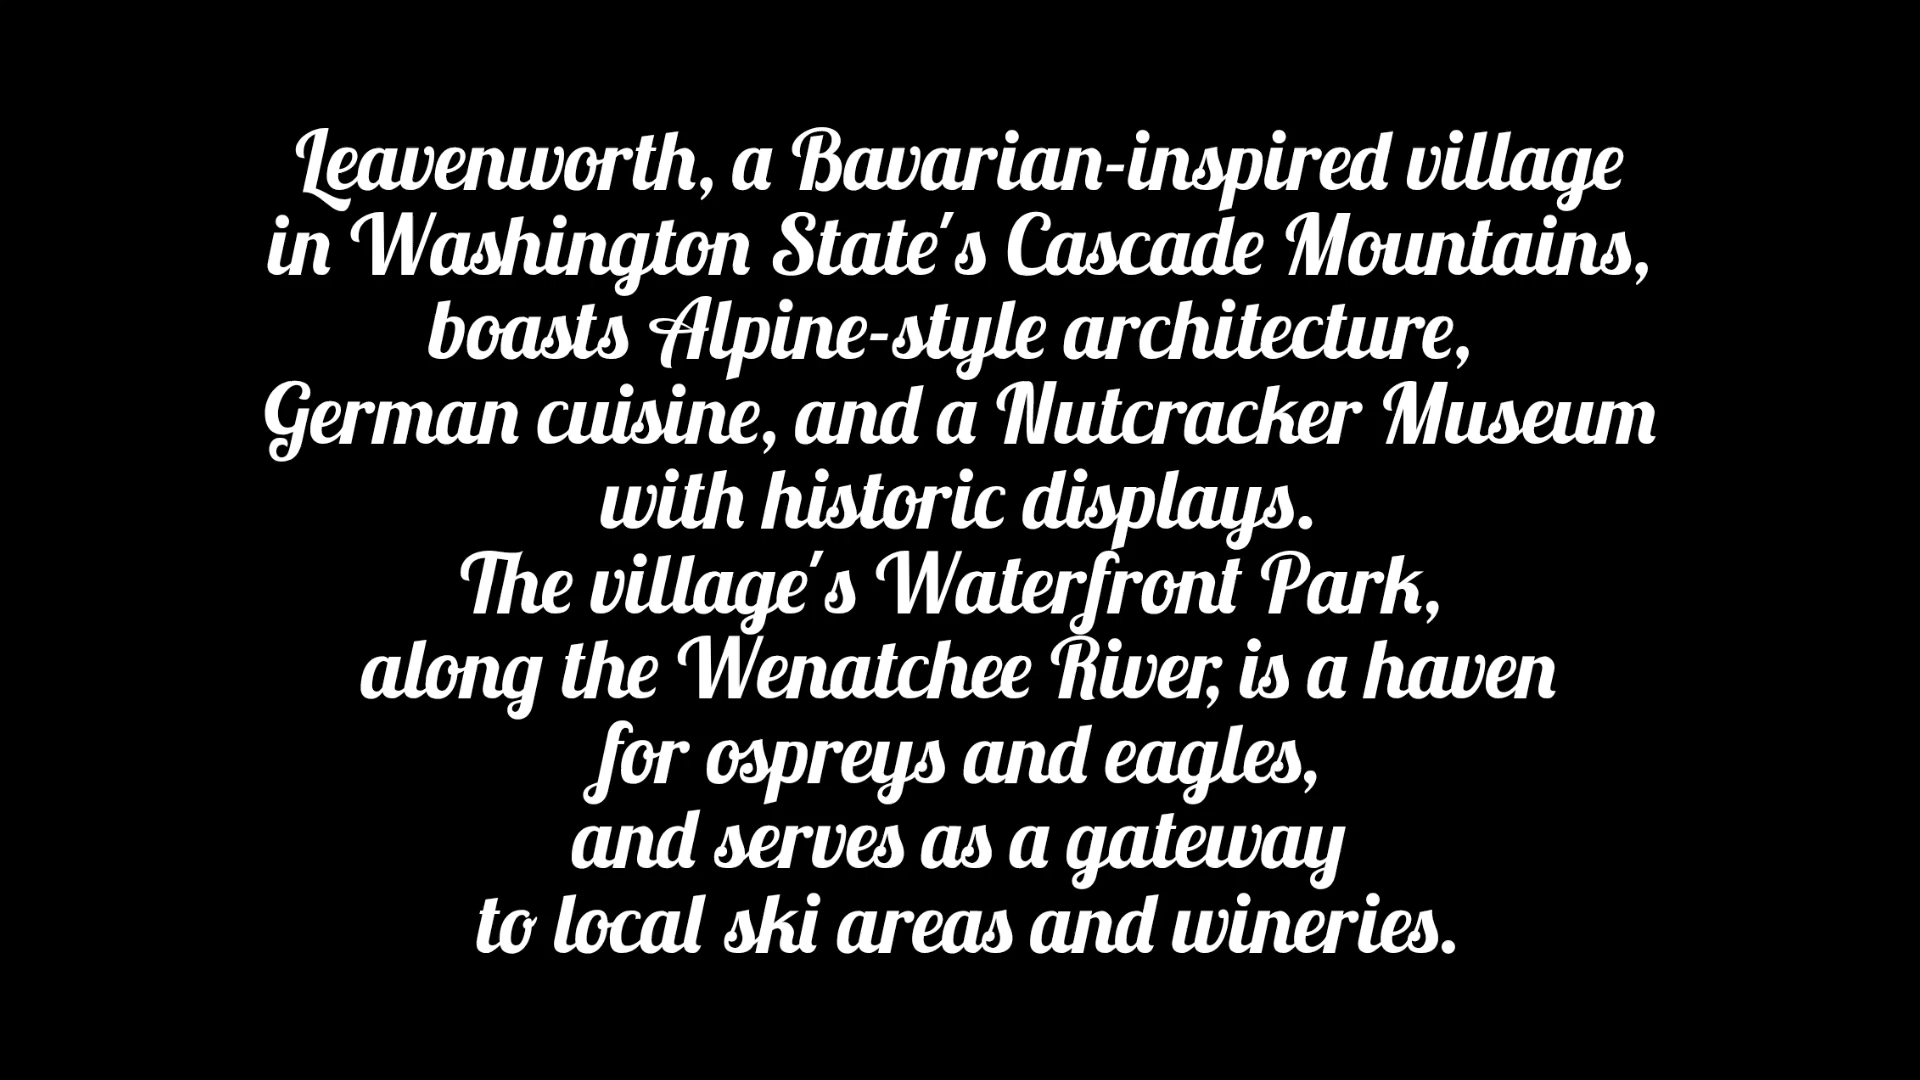 Leavenworth, a Bavarian-inspired village
in Washington State's Cascade Mountains,
boasts Alpine-style architecture,
German cuisine, and a Nutcracker Museum
with historic displays.
The village's Waterfront Park,
along the Wenatchee River, is a haven
for ospreys and eagles,
and serves as a gateway
to local ski areas and wineries.